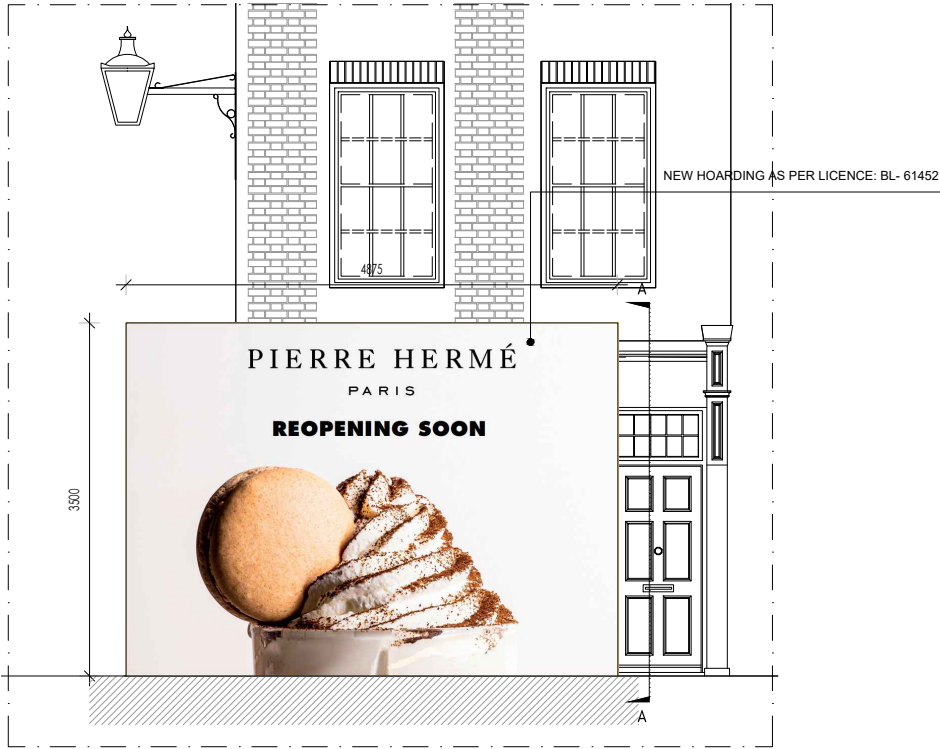 NEW HOARDING AS PER LICENCE: BL- 61452
4875
A
PIERRE HERMÉ
PARIS
REOPENING SOON
3500
A